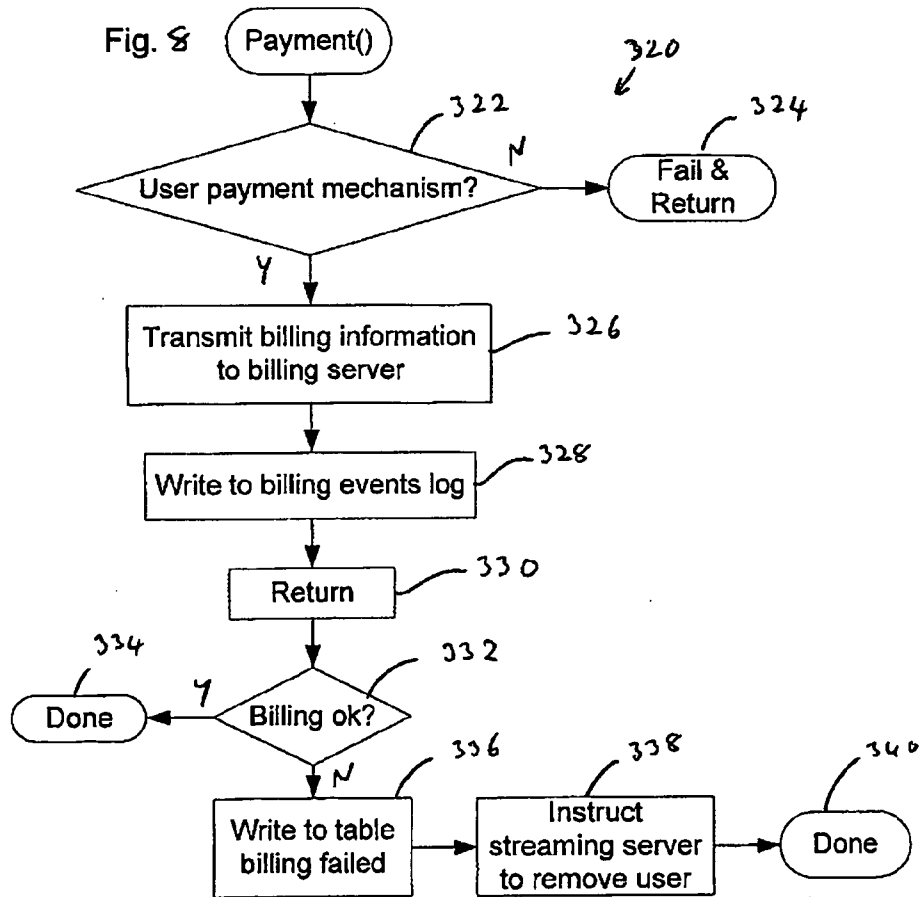 Fig. 8
Payment()
320
322
324
N
User payment mechanism?
Fail &
Return
Y
326
Transmit billing information
to billing server
328
Write to billing events log
330
Return
334
332
Y
Done
Billing ok?
336
338
340
N
Write to table
billing failed
Instruct
streaming server
to remove user
Done